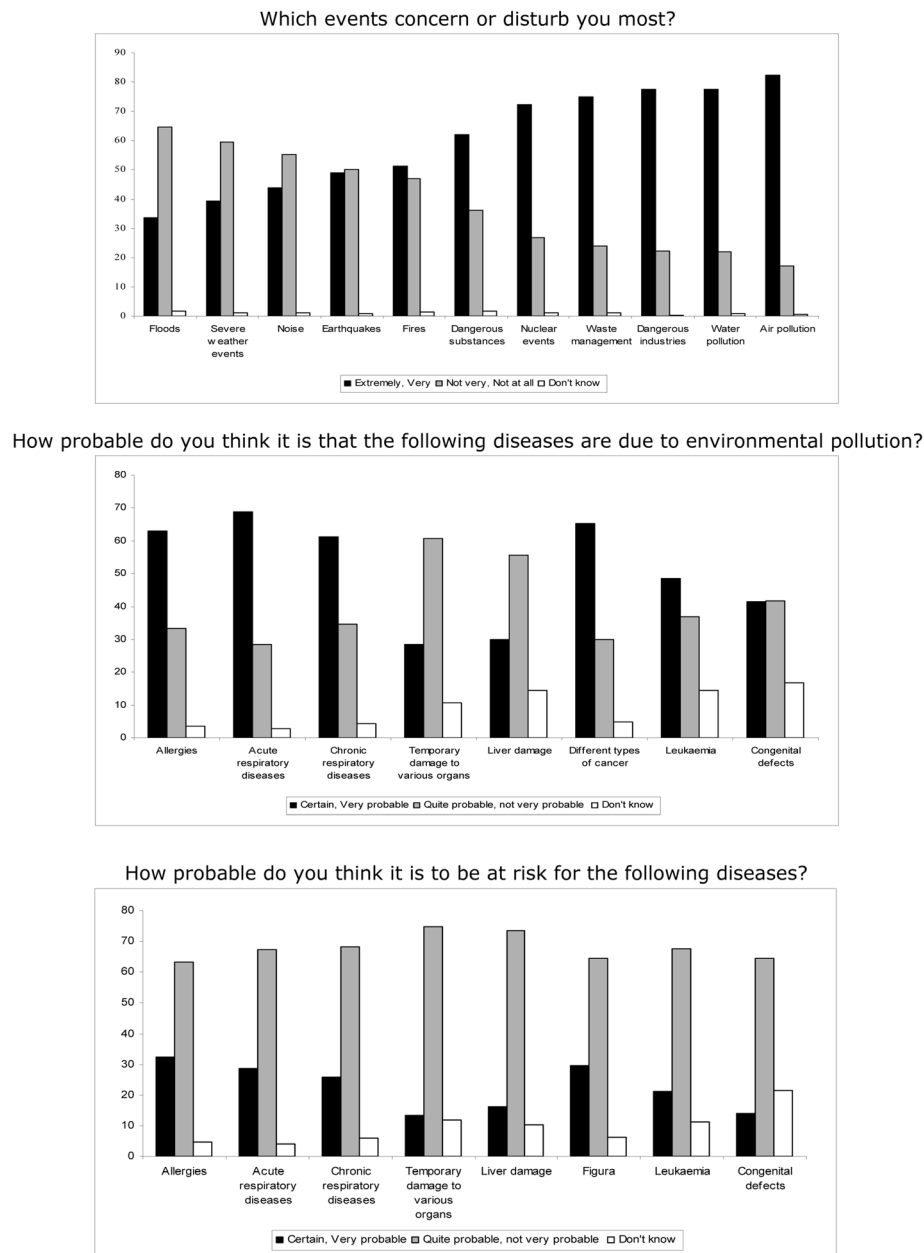 Which events concern or disturb you most?
90
80
70
60
50
40
30
20
10
0
Floods
Severe weather events
Noise
Earthquakes
Fires
Dangerous substances
Nuclear events
Waste management
Dangerous industries
Water pollution
Air pollution
Extremely, Very Not very, Not at all Don't know
How probable do you think it is that the following diseases are due to environmental pollution?
80
70
60
50
40
30
20
10
0
Allergies
Acute respiratory diseases
Chronic respiratory diseases
Temporary damage to various organs
Liver damage
Different types of cancer
Leukaemia
Congenital defects
Certain, Very probable Quite probable, not very probable Don't know
How probable do you think it is to be at risk for the following diseases?
80
70
60
50
40
30
20
10
0
Allergies
Acute respiratory diseases
Chronic respiratory diseases
Temporary damage to various organs
Liver damage
Figura
Leukaemia
Congenital defects
Certain, Very probable Quite probable, not very probable Don't know